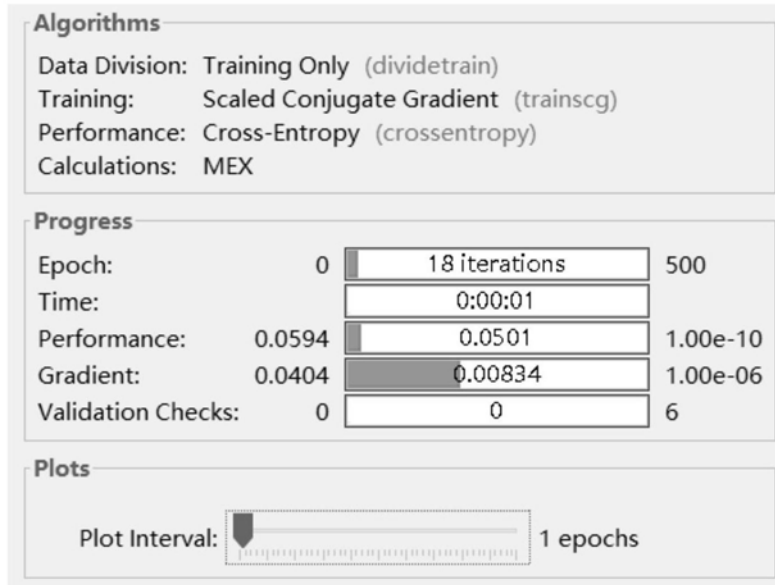 Algorithms
Data Division: Training Only (dividetrain)
Training: Scaled Conjugate Gradient (trainscg)
Performance: Cross-Entropy (crossentropy)
Calculations: MEX
Progress
Epoch: 0 18 iterations 500
Time: 0:00:01
Performance: 0.0594 0.0501 1.00e-10
Gradient: 0.0404 0.00834 1.00e-06
Validation Checks: 0 0 6
Plots
Plot Interval: 1 epochs